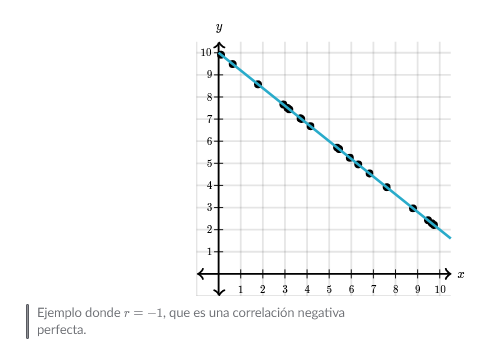 y
10
9
8
7
6
5
4
3
2
1
1 2 3 4 5 6 7 8 9 10 x
Ejemplo donde r = −1, que es una correlación negativa
perfecta.